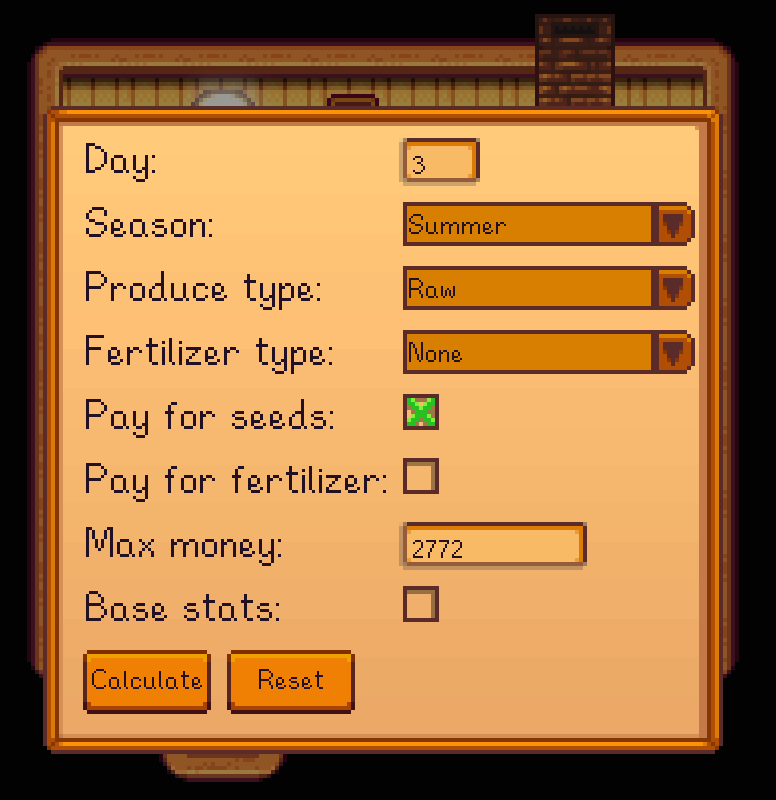 Day: 3
Season: Summer
Produce type: Raw
Fertilizer type: None
Pay for seeds:
Pay for fertilizer:
Max money: 2772
Base stats:
Calculate Reset